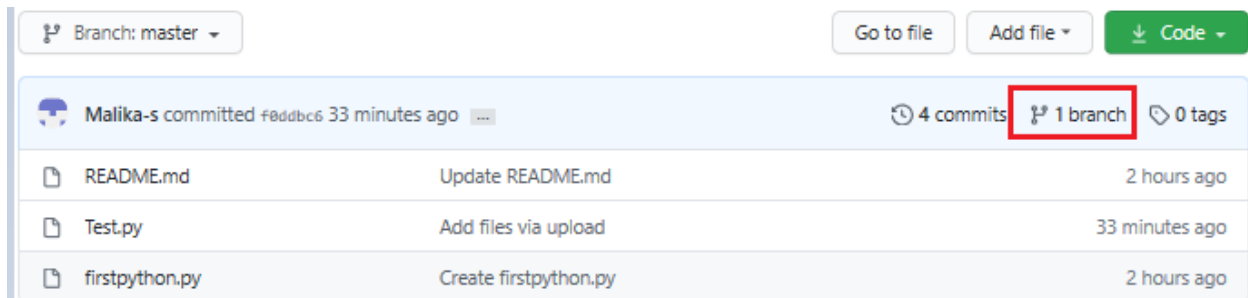 Branch: master Go to file Add file Code
Malika-s committed f0ddbc6 33 minutes ago ... 4 commits 1 branch 0 tags
README.md Update README.md 2 hours ago
Test.py Add files via upload 33 minutes ago
firstpython.py Create firstpython.py 2 hours ago